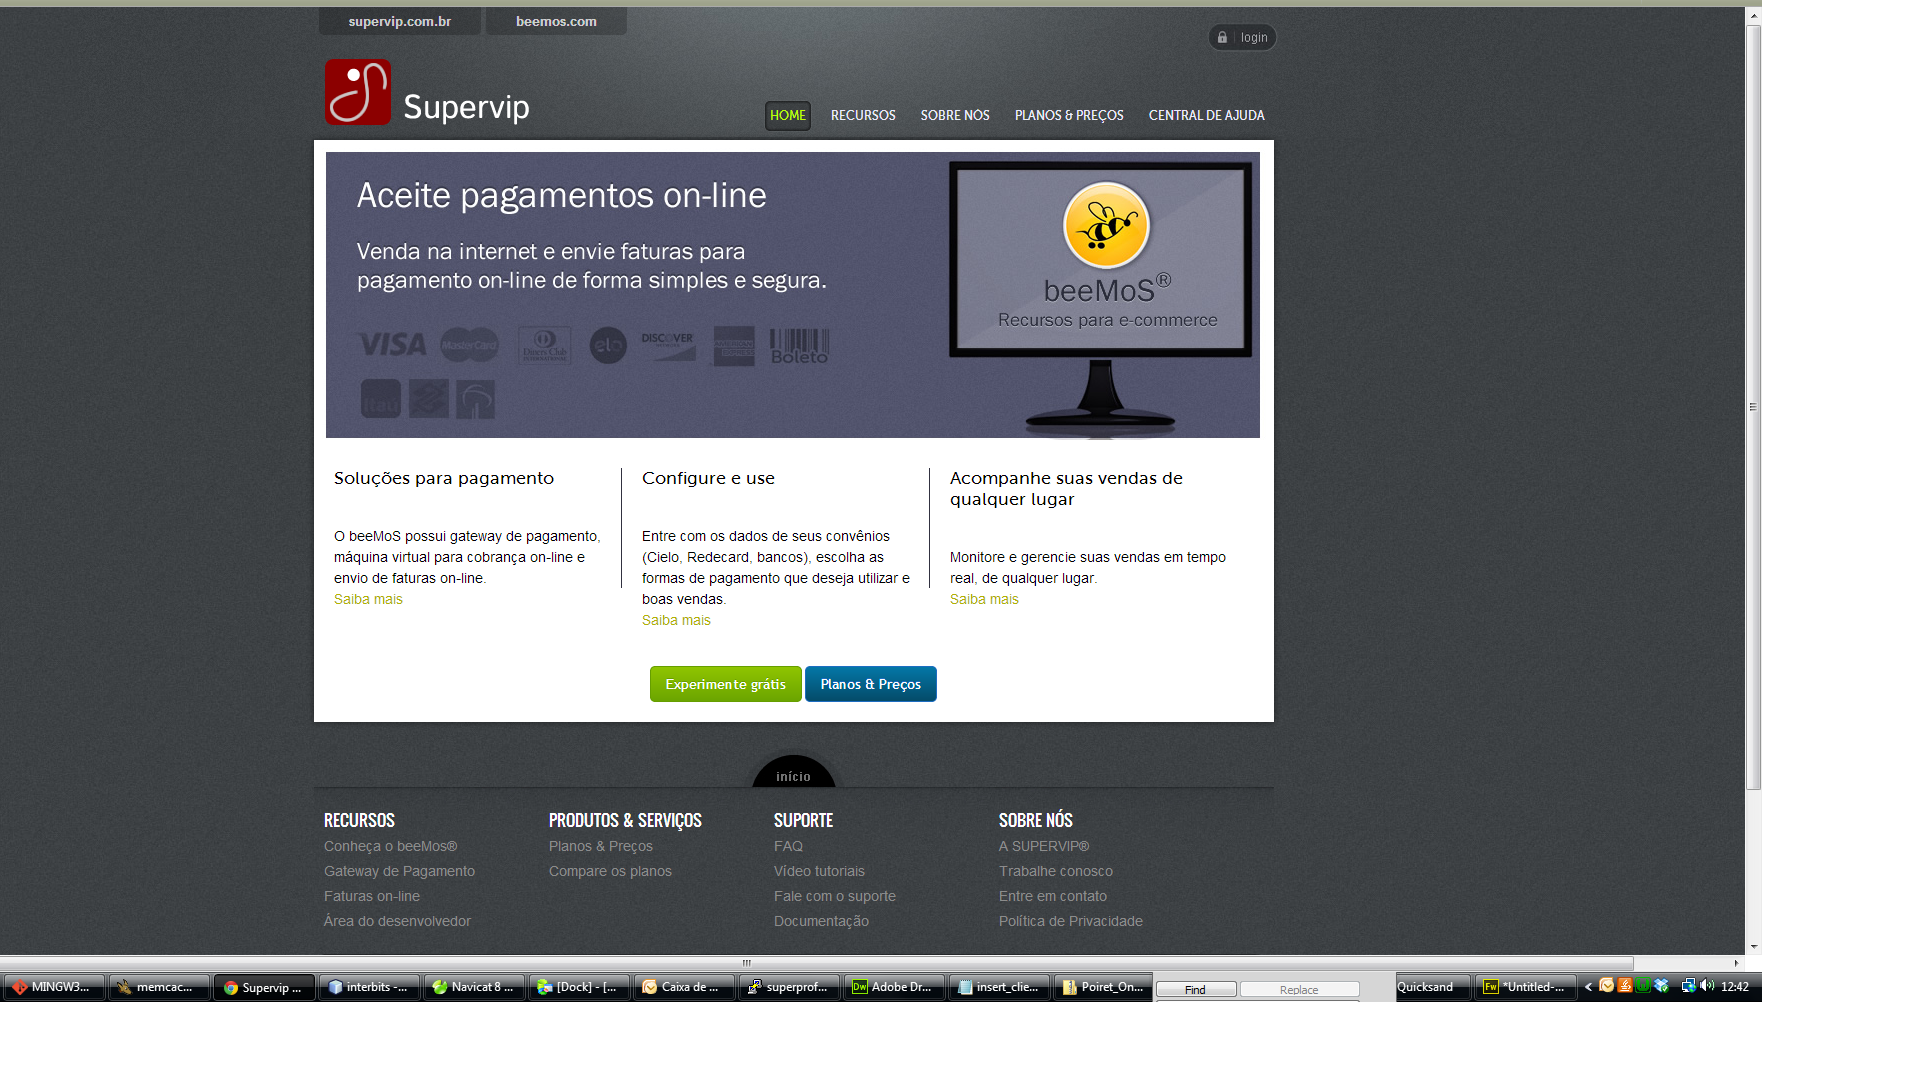 supervip.com.br
beemos.com
login
Supervip
HOME
RECURSOS
SOBRE NÓS
PLANOS & PREÇOS
CENTRAL DE AJUDA
Aceite pagamentos on-line
Venda na internet e envie faturas para
pagamento on-line de forma simples e segura.
VISA
MasterCard
Diners Club
INTERNATIONAL
elo
DISCOVER
AMERICAN
EXPRESS
Boleto
Itaú
beeMoS®
Recursos para e-commerce
Soluções para pagamento
O beeMoS possui gateway de pagamento,
máquina virtual para cobrança on-line e
envio de faturas on-line.
Saiba mais
Configure e use
Entre com os dados de seus convênios
(Cielo, Redecard, bancos), escolha as
formas de pagamento que deseja utilizar e
boas vendas.
Saiba mais
Acompanhe suas vendas de
qualquer lugar
Monitore e gerencie suas vendas em tempo
real, de qualquer lugar.
Saiba mais
Experimente grátis
Planos & Preços
início
RECURSOS
Conheça o beeMos®
Gateway de Pagamento
Faturas on-line
Área do desenvolvedor
PRODUTOS & SERVIÇOS
Planos & Preços
Compare os planos
SUPORTE
FAQ
Vídeo tutoriais
Fale com o suporte
Documentação
SOBRE NÓS
A SUPERVIP®
Trabalhe conosco
Entre em contato
Política de Privacidade
MINGW3...
memcac...
Supervip ...
interbits -...
Navicat 8 ...
[Dock] - [...
Caixa de ...
superprof...
Dw Adobe Dr...
insert_clie...
Poiret_On...
Find
Replace
Quicksand
Fw *Untitled-...
12:42